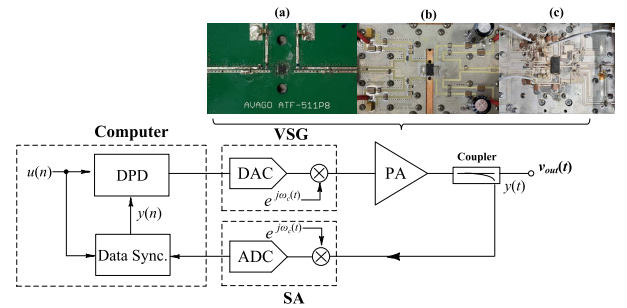 (a) (b) (c)
AVAGO ATF-511P8
Computer VSG
u(n) DPD DAC PA Coupler v_out(t)
e^{jω_c(t)} y(t)
y(n) e^{jω_c(t)}
Data Sync. ADC
SA